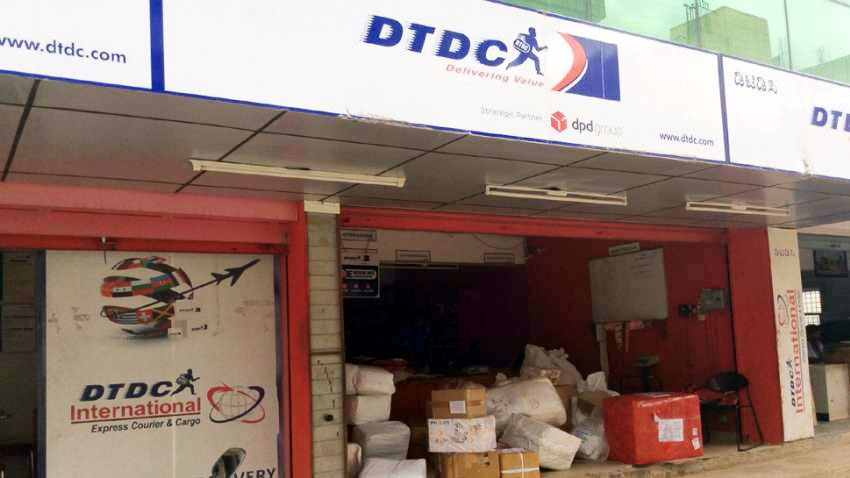 www.dtdc.com
DTDC
Delivering Value
Strategic Partner :
dpdgroup
www.dtdc.com
ಡಿಟಿಡಿಸಿ
DTDC
International
Express Courier & Cargo
DTDC
International